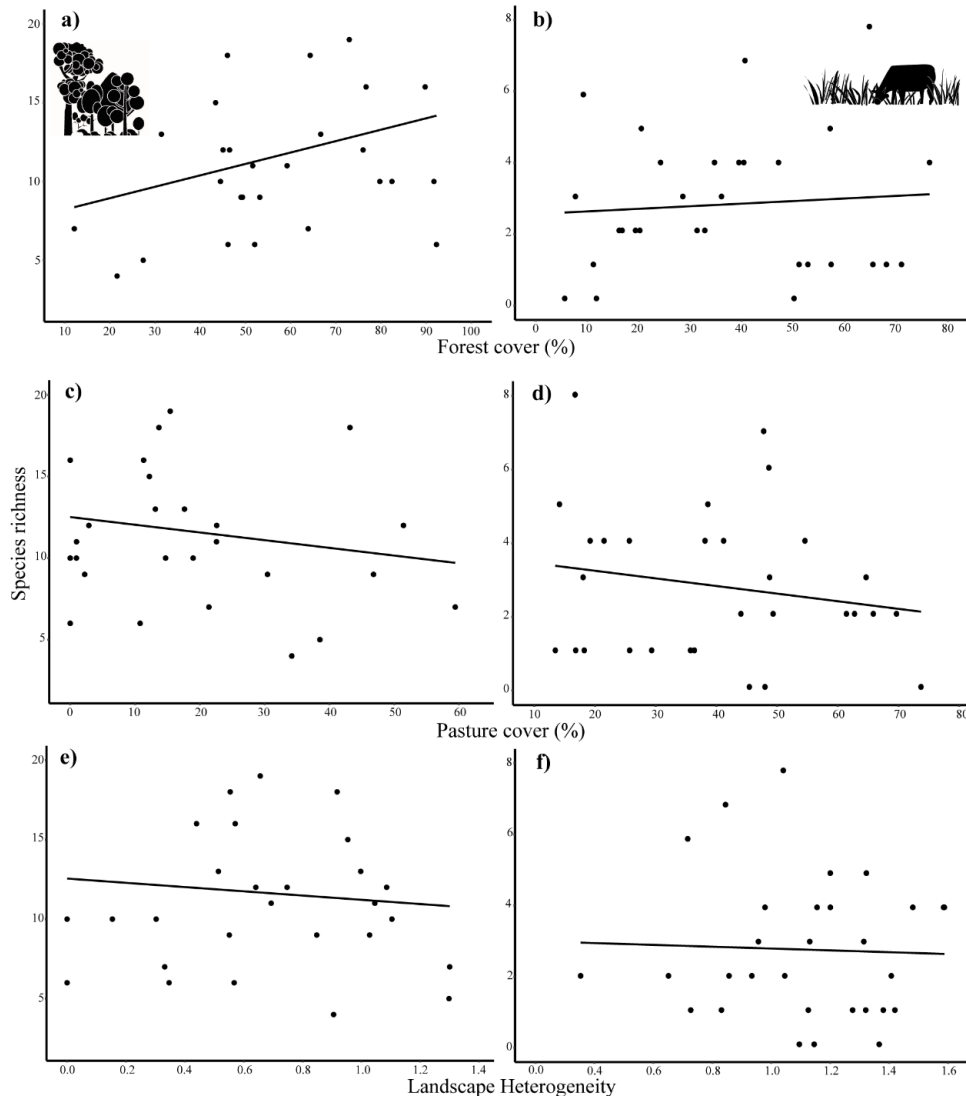 a)
20
15
10
5
10 20 30 40 50 60 70 80 90 100
b)
8
6
4
2
0
0 10 20 30 40 50 60 70 80
Forest cover (%)
Species richness
c)
20
15
10
5
0 10 20 30 40 50 60
d)
8
6
4
2
0
10 20 30 40 50 60 70 80
Pasture cover (%)
e)
20
15
10
5
0.0 0.2 0.4 0.6 0.8 1.0 1.2 1.4
f)
8
6
4
2
0
0.0 0.4 0.6 0.8 1.0 1.2 1.4 1.6
Landscape Heterogeneity